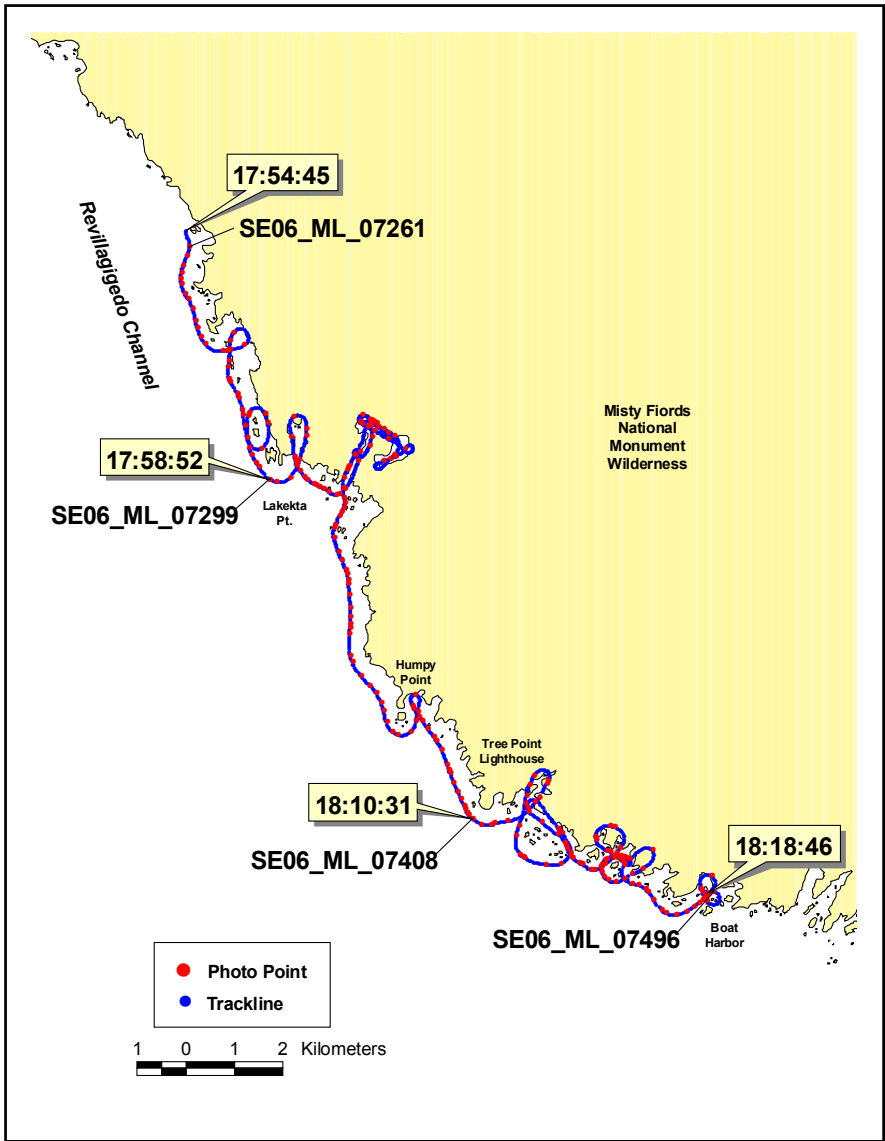 17:54:45
SE06_ML_07261
Revillagigedo Channel
Misty Fiords
National
Monument
Wilderness
17:58:52
SE06_ML_07299
Lakekta
Pt.
Humpy
Point
Tree Point
Lighthouse
18:10:31
SE06_ML_07408
18:18:46
SE06_ML_07496
Boat
Harbor
Photo Point
Trackline
1 0 1 2 Kilometers